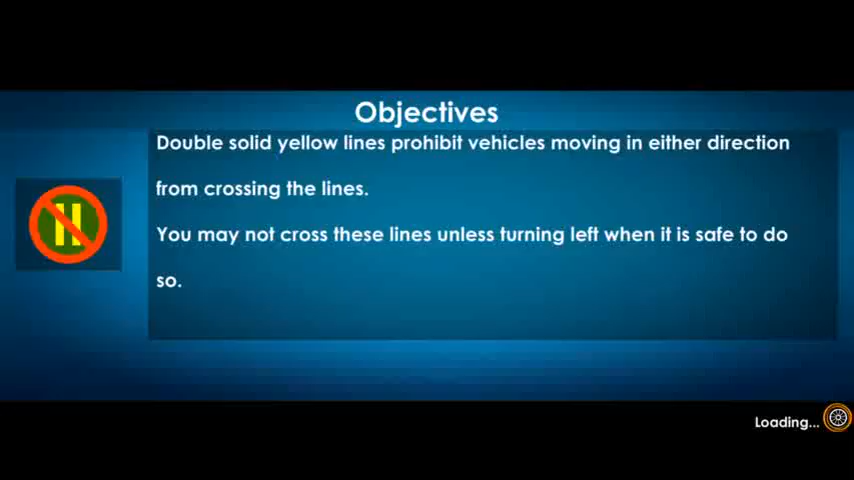 Objectives
Double solid yellow lines prohibit vehicles moving in either direction
from crossing the lines.
You may not cross these lines unless turning left when it is safe to do
so.
Loading...